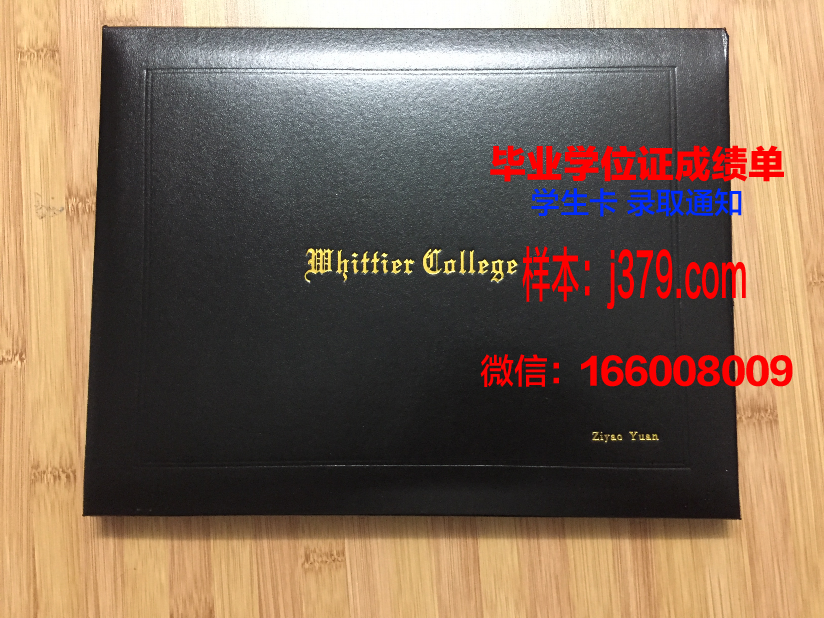 毕业学位证成绩单
学生卡 录取通知
Whittier College
样本：j379.com
微信：166008009
Ziyao Yuan